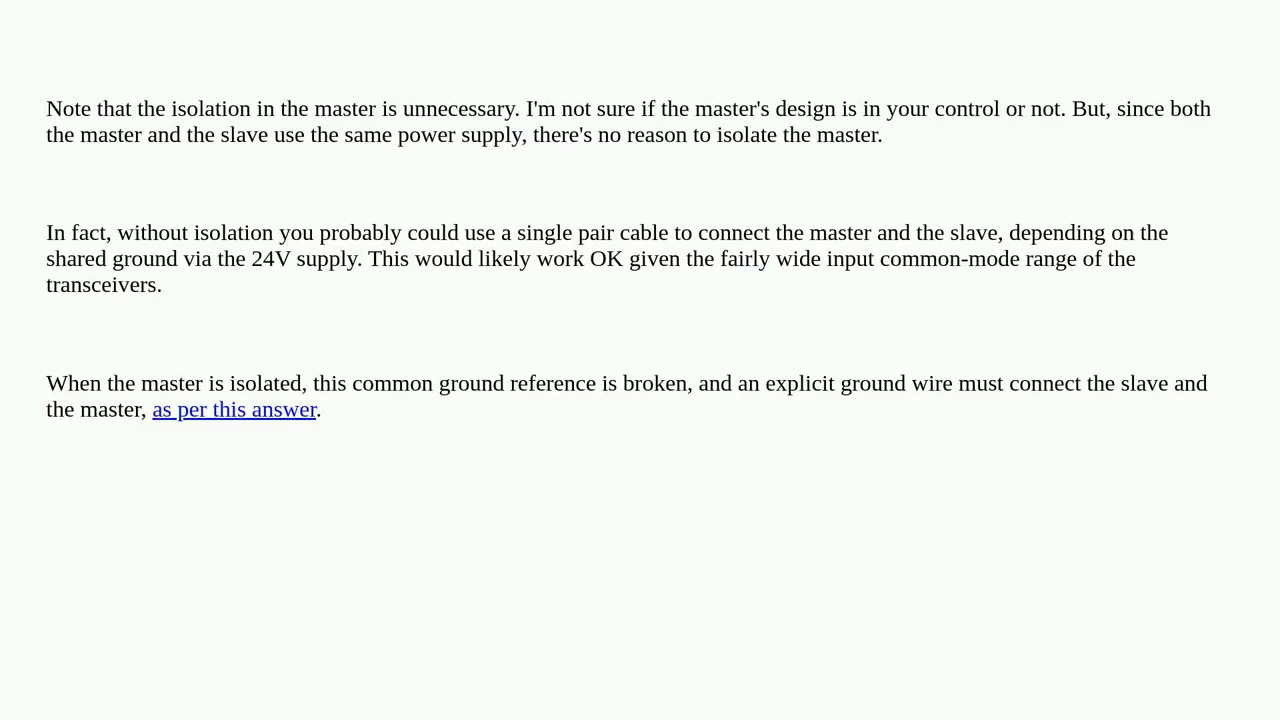 Note that the isolation in the master is unnecessary. I'm not sure if the master's design is in your control or not. But, since both
the master and the slave use the same power supply, there's no reason to isolate the master.
In fact, without isolation you probably could use a single pair cable to connect the master and the slave, depending on the
shared ground via the 24V supply. This would likely work OK given the fairly wide input common-mode range of the
transceivers.
When the master is isolated, this common ground reference is broken, and an explicit ground wire must connect the slave and
the master, as per this answer.